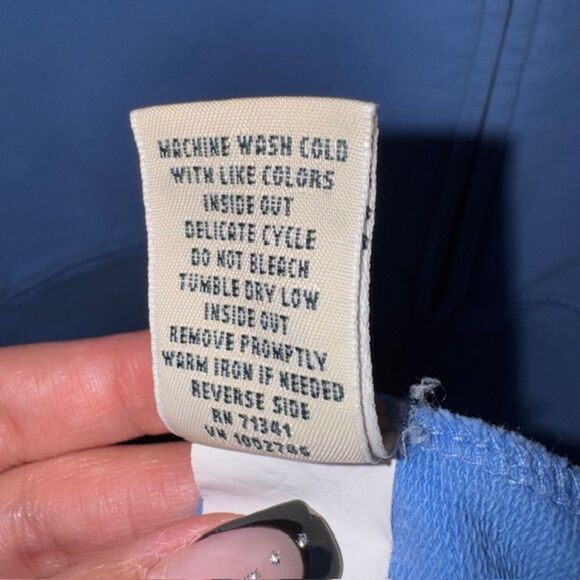 MACHINE WASH COLD
WITH LIKE COLORS
INSIDE OUT
DELICATE CYCLE
DO NOT BLEACH
TUMBLE DRY LOW
INSIDE OUT
REMOVE PROMPTLY
WARM IRON IF NEEDED
REVERSE SIDE
RN 71341
VN